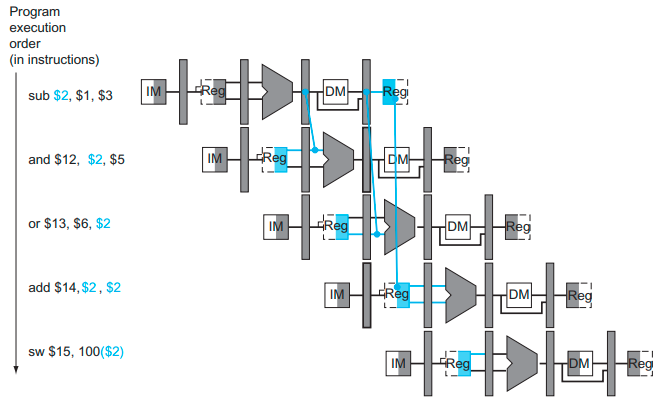 Program
execution
order
(in instructions)
sub $2, $1, $3
IM Reg DM Reg
and $12, $2, $5
IM Reg DM Reg
or $13, $6, $2
IM Reg DM Reg
add $14,$2 , $2
IM Reg DM Reg
sw $15, 100($2)
IM Reg DM Reg